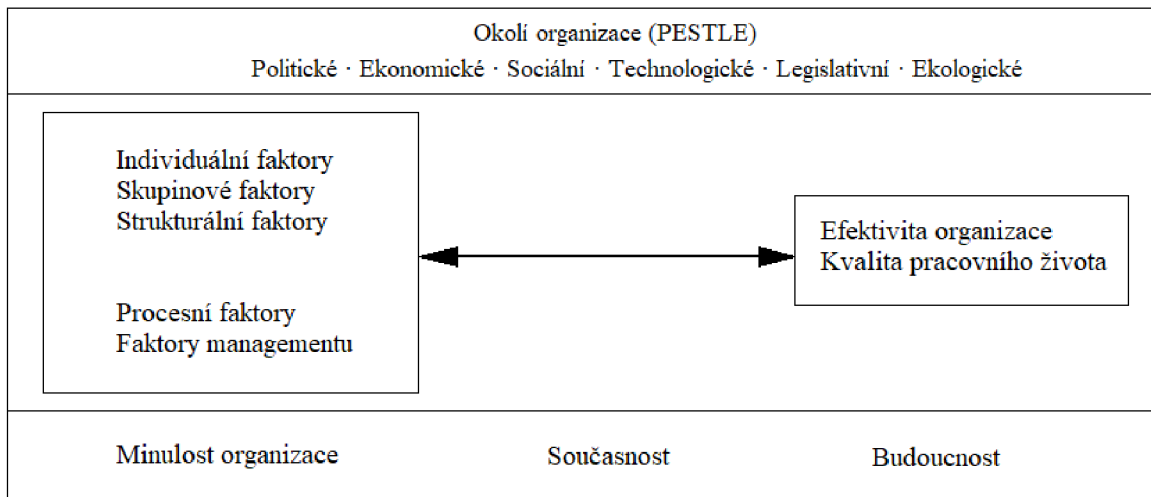 Okolí organizace (PESTLE)
Politické · Ekonomické · Sociální · Technologické · Legislativní · Ekologické
Individuální faktory
Skupinové faktory
Strukturální faktory
Procesní faktory
Faktory managementu
Efektivita organizace
Kvalita pracovního života
Minulost organizace
Současnost
Budoucnost